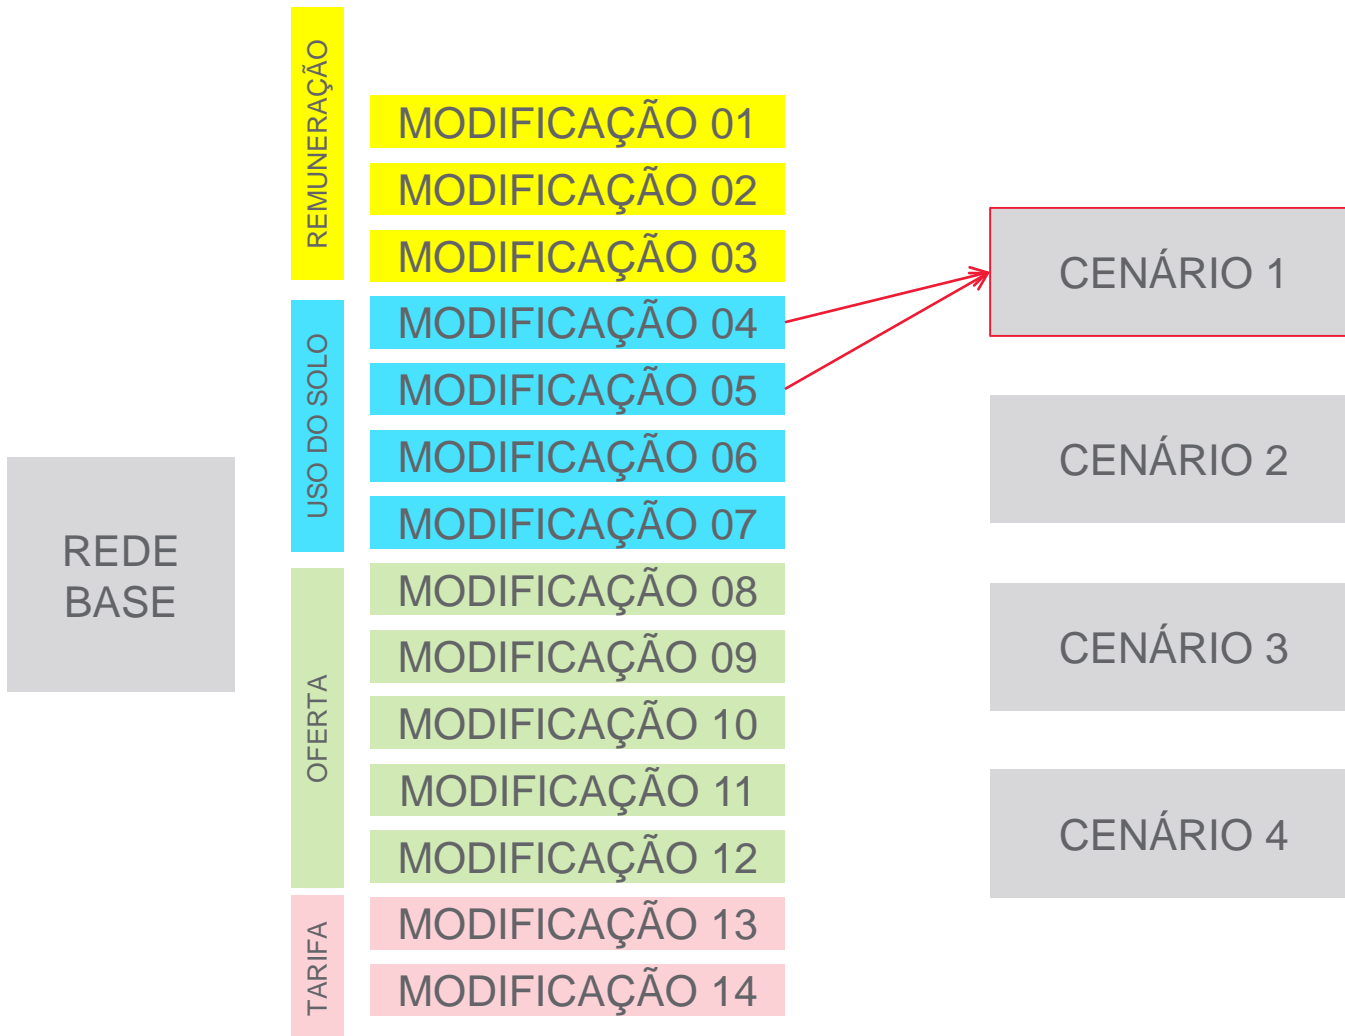 REDE
BASE
REMUNERAÇÃO
MODIFICAÇÃO 01
MODIFICAÇÃO 02
MODIFICAÇÃO 03
USO DO SOLO
MODIFICAÇÃO 04
MODIFICAÇÃO 05
MODIFICAÇÃO 06
MODIFICAÇÃO 07
OFERTA
MODIFICAÇÃO 08
MODIFICAÇÃO 09
MODIFICAÇÃO 10
MODIFICAÇÃO 11
MODIFICAÇÃO 12
TARIFA
MODIFICAÇÃO 13
MODIFICAÇÃO 14
CENÁRIO 1
CENÁRIO 2
CENÁRIO 3
CENÁRIO 4